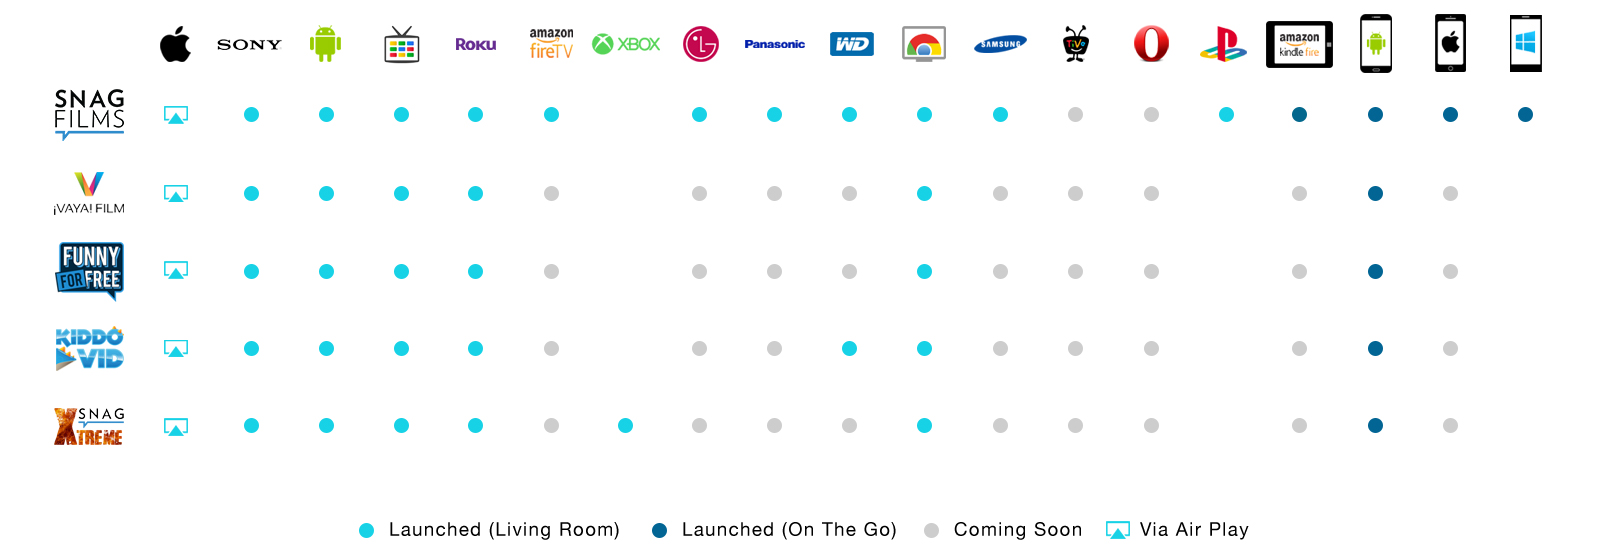 SONY
ROKU
amazon
fireTV
XBOX
LG
Panasonic
WD
SAMSUNG
TiVo
amazon
kindle fire
SNAG
FILMS
¡VAYA! FILM
FUNNY
FOR FREE
KIDDO
VID
SNAG
XTREME
Launched (Living Room)
Launched (On The Go)
Coming Soon
Via Air Play